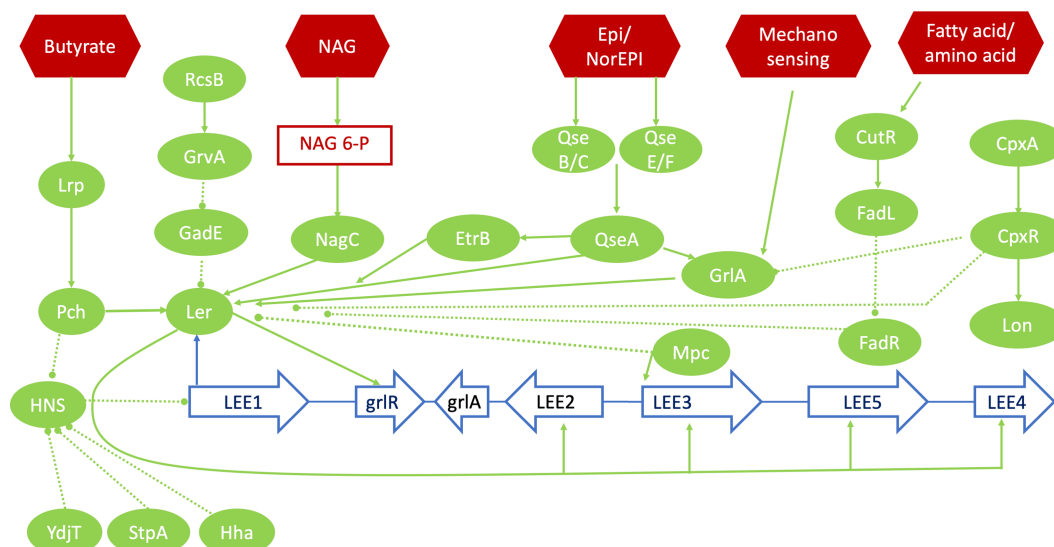 Butyrate
NAG
Epi/
NorEPI
Mechano
sensing
Fatty acid/
amino acid
RcsB
NAG 6-P
Qse
B/C
Qse
E/F
CutR
CpxA
GrvA
Lrp
GadE
NagC
EtrB
QseA
FadL
CpxR
GrlA
Pch
Ler
Mpc
FadR
Lon
HNS
LEE1
grlR
grlA
LEE2
LEE3
LEE5
LEE4
YdjT
StpA
Hha